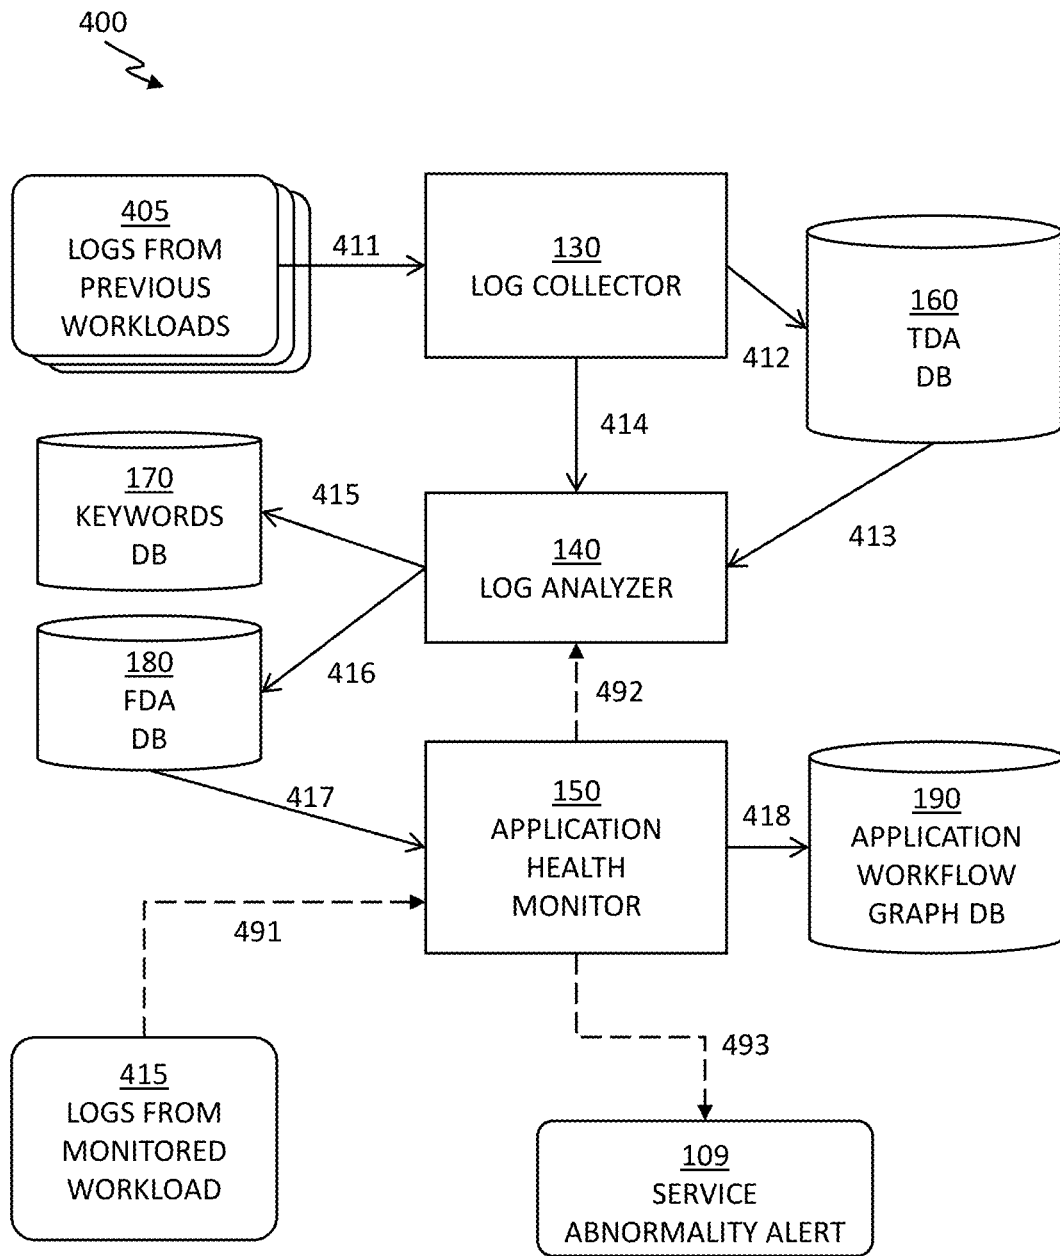 400
405
LOGS FROM
PREVIOUS
WORKLOADS
411
130
LOG COLLECTOR
412
160
TDA
DB
414
170
KEYWORDS
DB
415
140
LOG ANALYZER
413
180
FDA
DB
416
492
417
150
APPLICATION
HEALTH
MONITOR
418
190
APPLICATION
WORKFLOW
GRAPH DB
491
415
LOGS FROM
MONITORED
WORKLOAD
493
109
SERVICE
ABNORMALITY ALERT